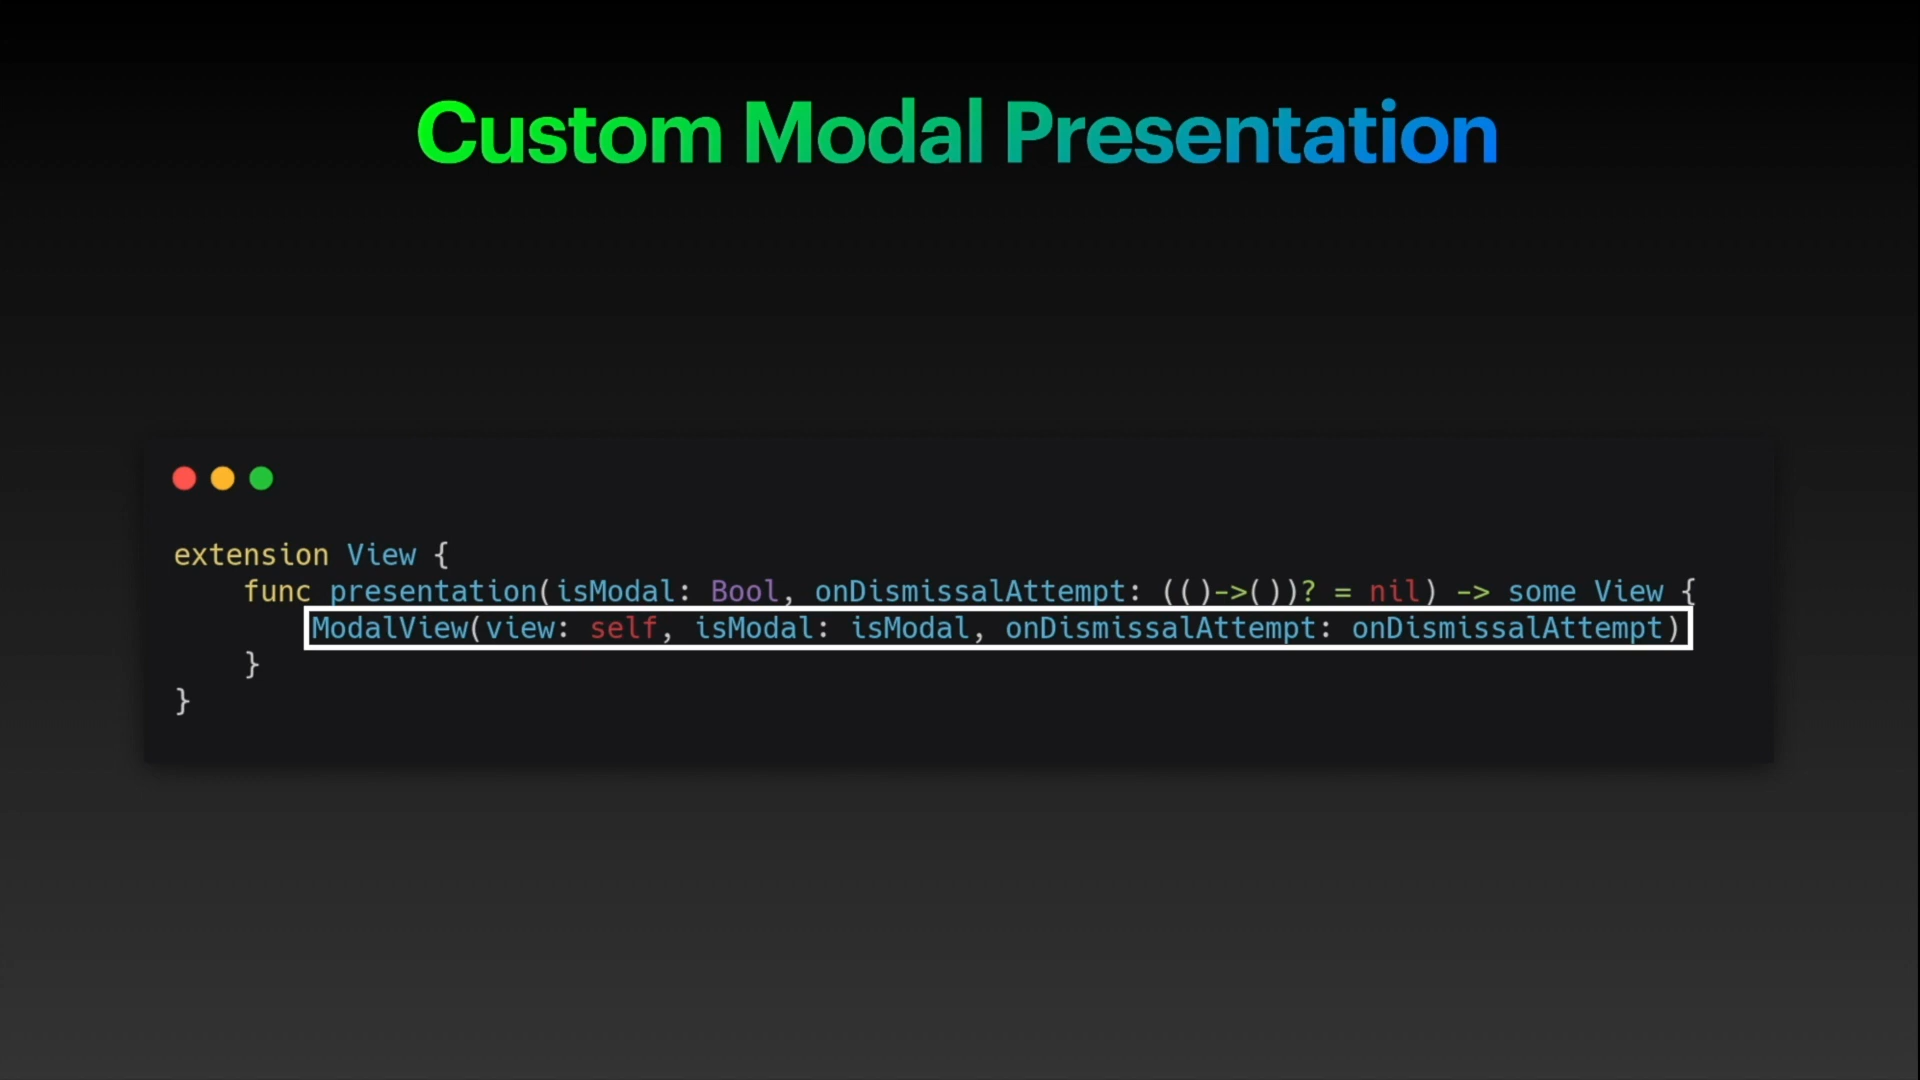 Custom Modal Presentation
extension View {
func presentation(isModal: Bool, onDismissalAttempt: (()->())? = nil) -> some View {
ModalView(view: self, isModal: isModal, onDismissalAttempt: onDismissalAttempt)
}
}